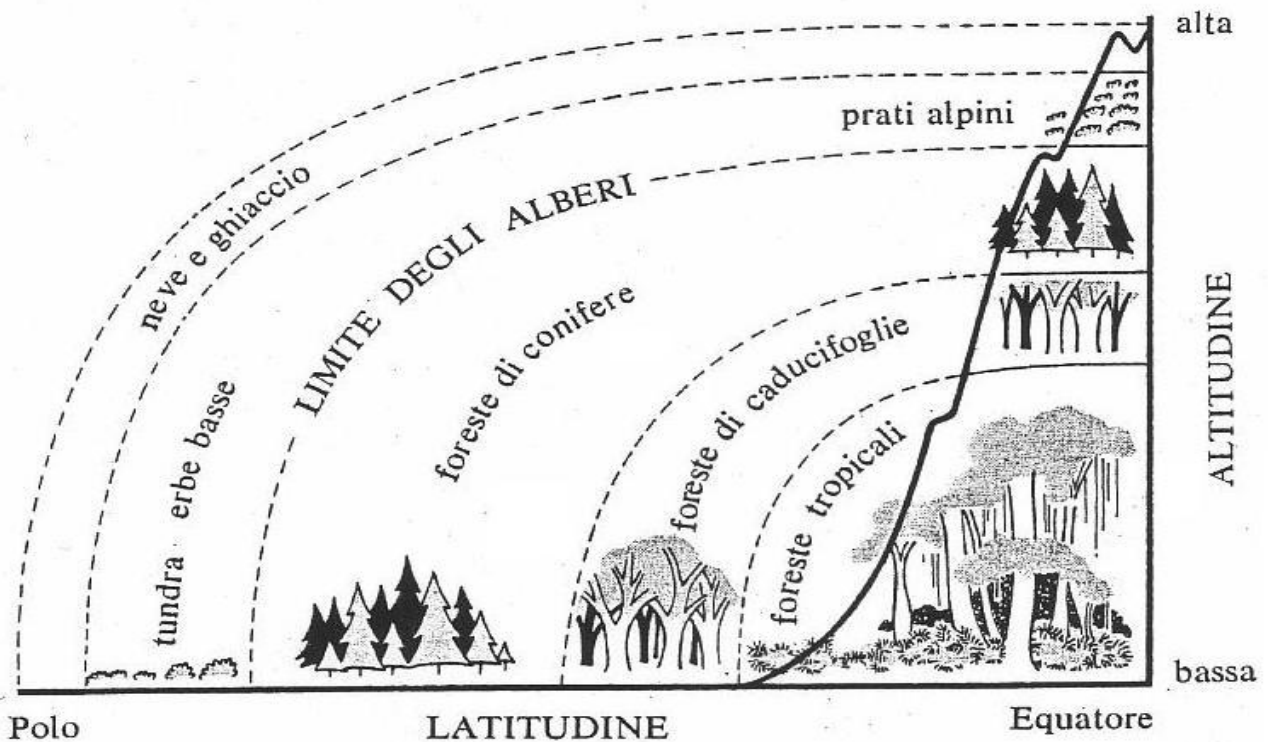 alta
prati alpini
neve e ghiaccio
LIMITE DEGLI ALBERI
foreste di conifere
foreste di caducifoglie
tundra erbe basse
foreste tropicali
ALTITUDINE
bassa
Polo
LATITUDINE
Equatore